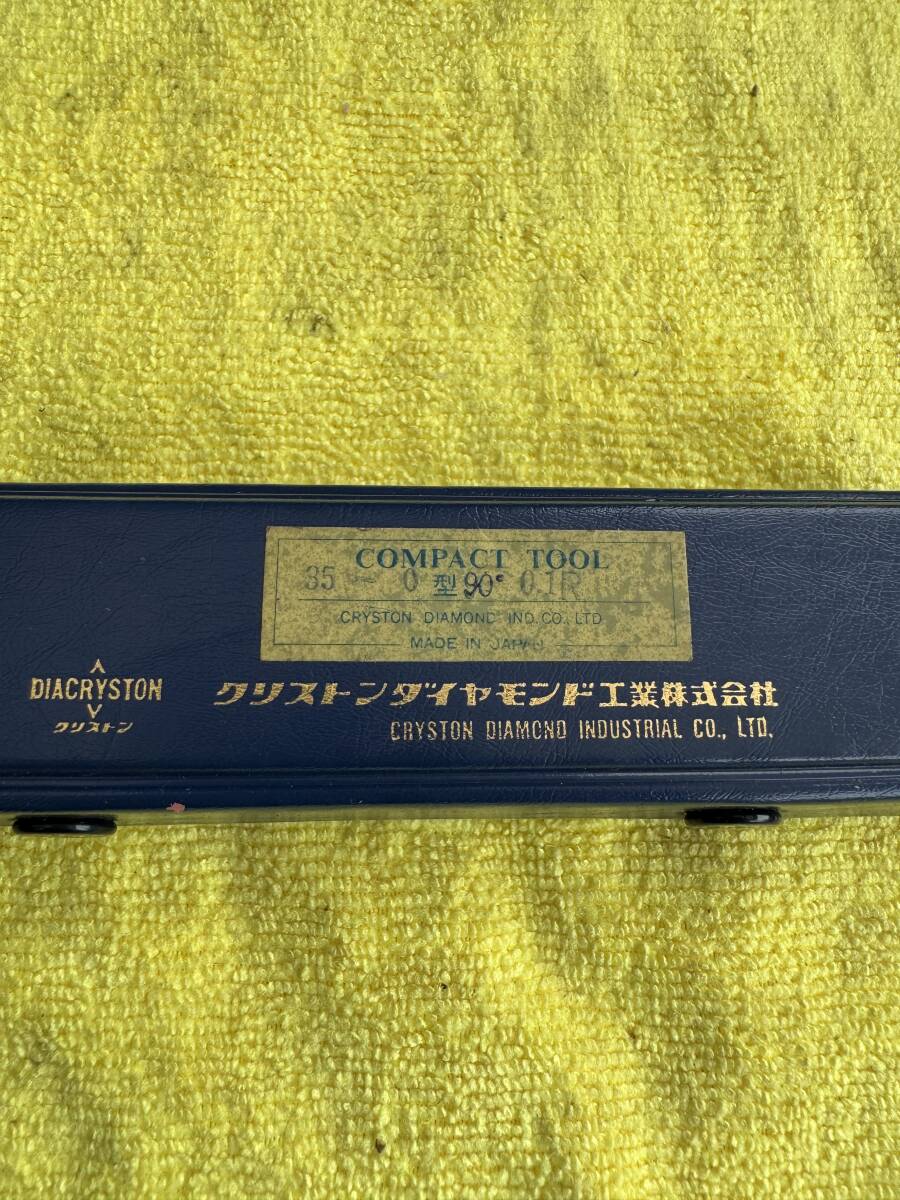 COMPACT TOOL
35 - 0 型 90° 0.1R
CRYSTON DIAMOND IND. CO., LTD
MADE IN JAPAN
DIACRYSTON
クリストン
クリストンダイヤモンド工業株式会社
CRYSTON DIAMOND INDUSTRIAL CO., LTD.